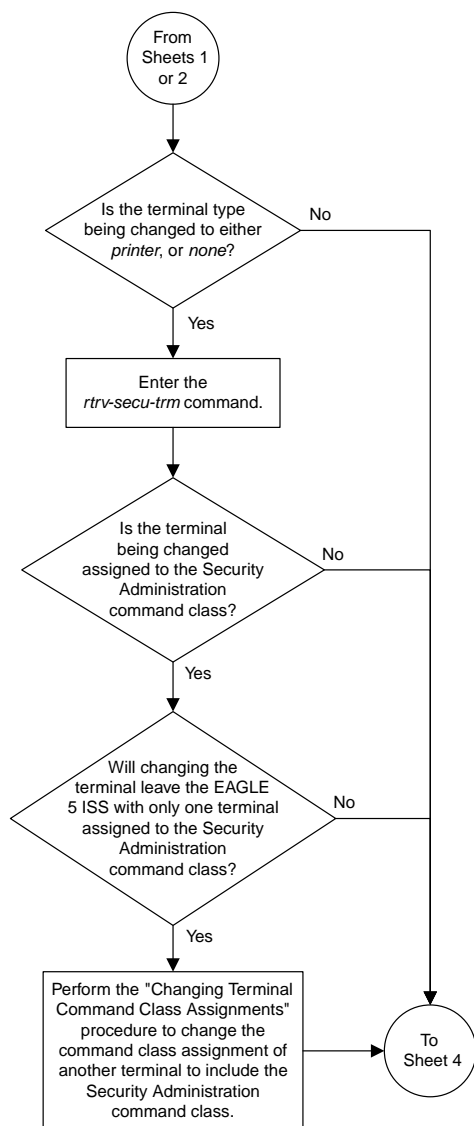 From
Sheets 1
or 2
Is the terminal type
being changed to either
printer, or none?
No
Yes
Enter the
rtrv-secu-trm command.
Is the terminal
being changed
assigned to the Security
Administration
command class?
No
Yes
Will changing the
terminal leave the EAGLE
5 ISS with only one terminal
assigned to the Security
Administration
command class?
No
Yes
Perform the "Changing Terminal
Command Class Assignments"
procedure to change the
command class assignment of
another terminal to include the
Security Administration
command class.
To
Sheet 4